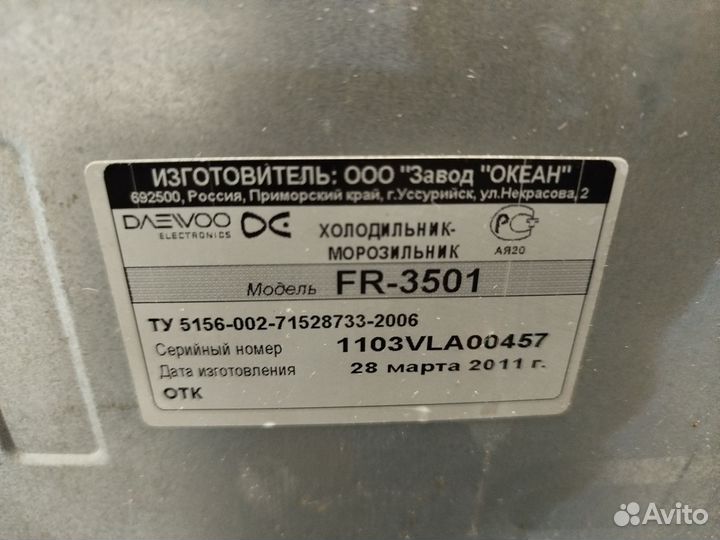 ИЗГОТОВИТЕЛЬ: ООО "Завод "ОКЕАН"
692500, Россия, Приморский край, г.Уссурийск, ул.Некрасова, 2
DAEWOO
ELECTRONICS
ХОЛОДИЛЬНИК-
МОРОЗИЛЬНИК
АЯ20
Модель FR-3501
ТУ 5156-002-71528733-2006
Серийный номер 1103VLA00457
Дата изготовления 28 марта 2011 г.
ОТК
Avito